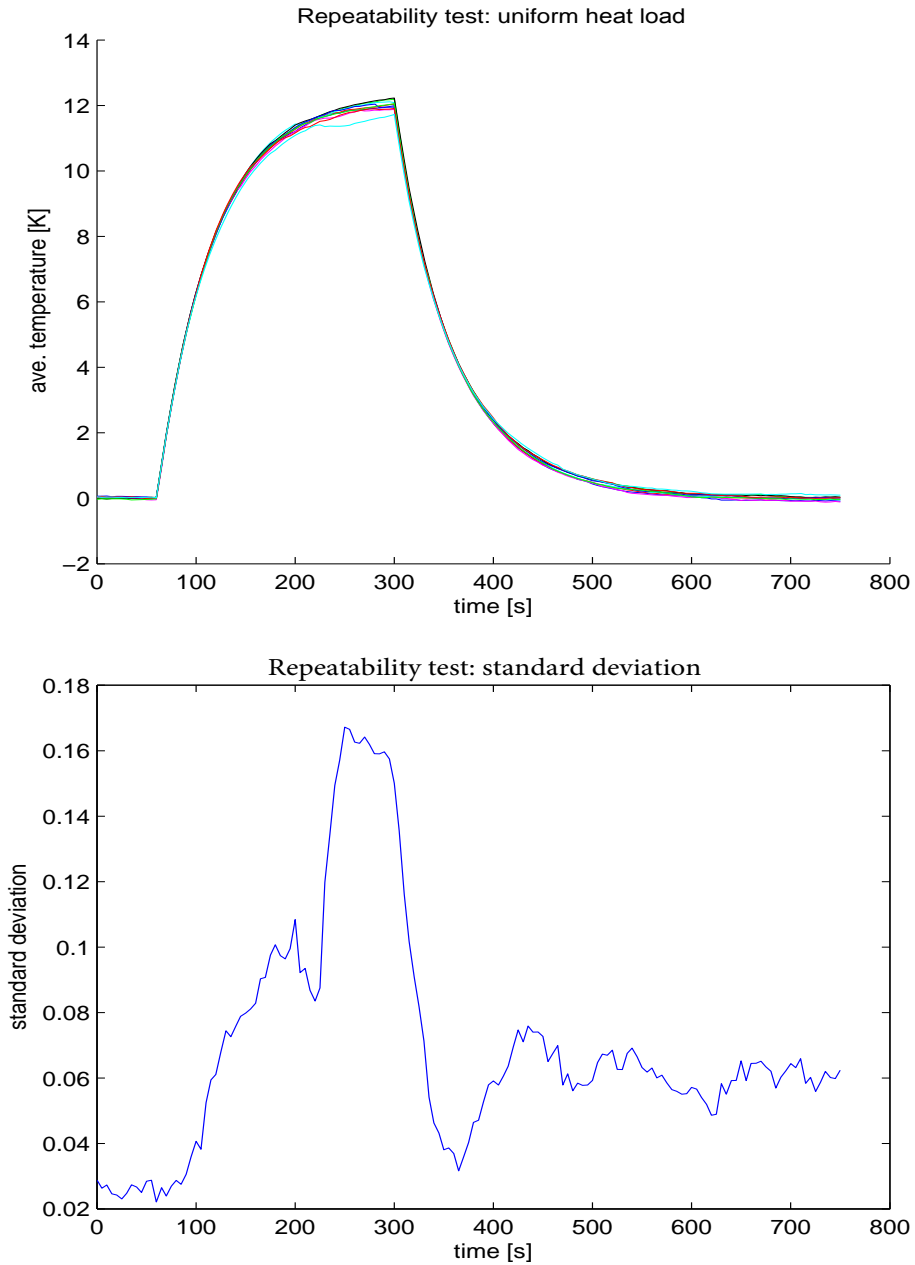 Repeatability test: uniform heat load
14
12
10
8
6
4
2
0
−2
ave. temperature [K]
0 100 200 300 400 500 600 700 800
time [s]
Repeatability test: standard deviation
0.18
0.16
0.14
0.12
0.1
0.08
0.06
0.04
0.02
standard deviation
0 100 200 300 400 500 600 700 800
time [s]